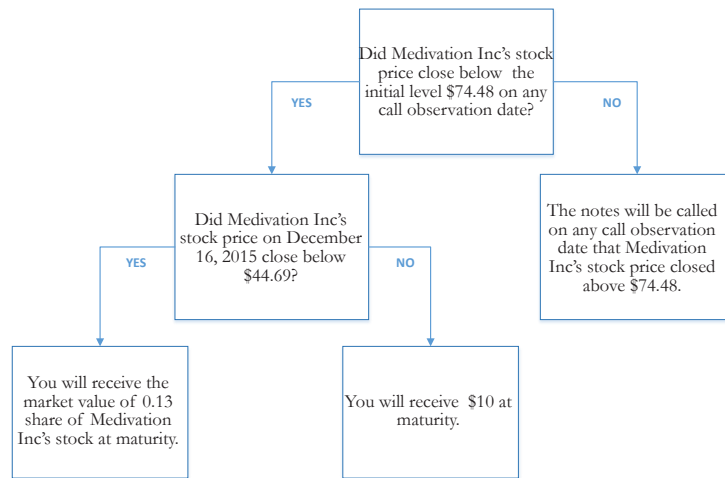 Did Medivation Inc's stock
price close below the
initial level $74.48 on any
call observation date?
YES
NO
Did Medivation Inc's
stock price on December
16, 2015 close below
$44.69?
The notes will be called
on any call observation
date that Medivation
Inc's stock price closed
above $74.48.
YES
NO
You will receive the
market value of 0.13
share of Medivation
Inc's stock at maturity.
You will receive $10 at
maturity.